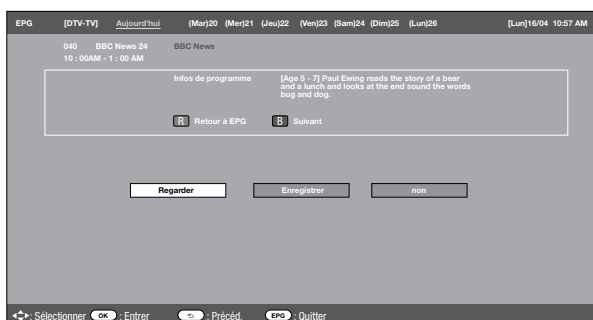 EPG [DTV-TV] Aujourd'hui (Mar)20 (Mer)21 (Jeu)22 (Ven)23 (Sam)24 (Dim)25 (Lun)26 [Lun]16/04 10:57 AM
040 BBC News 24 BBC News
10 : 00AM - 1 : 00 AM
Infos de programme [Age 5 - 7] Paul Ewing reads the story of a bear
and a lunch and looks at the end sound the words
bug and dog.
R Retour à EPG B Suivant
Regarder Enregistrer non
: Sélectionner OK : Entrer : Précéd. EPG : Quitter